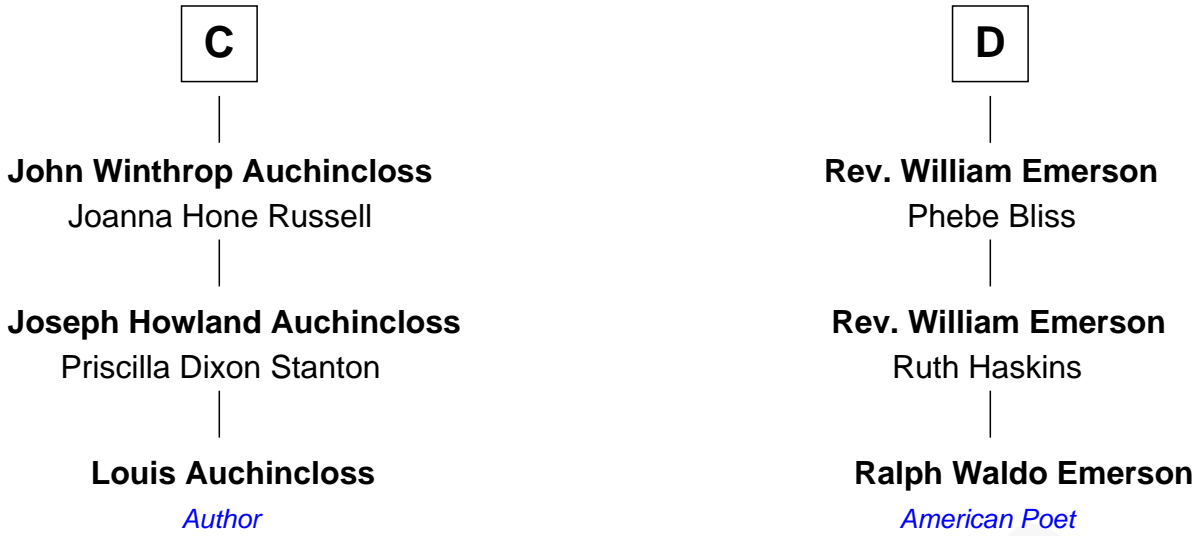 C
John Winthrop Auchincloss
Joanna Hone Russell
Joseph Howland Auchincloss
Priscilla Dixon Stanton
Louis Auchincloss
Author
D
Rev. William Emerson
Phebe Bliss
Rev. William Emerson
Ruth Haskins
Ralph Waldo Emerson
American Poet